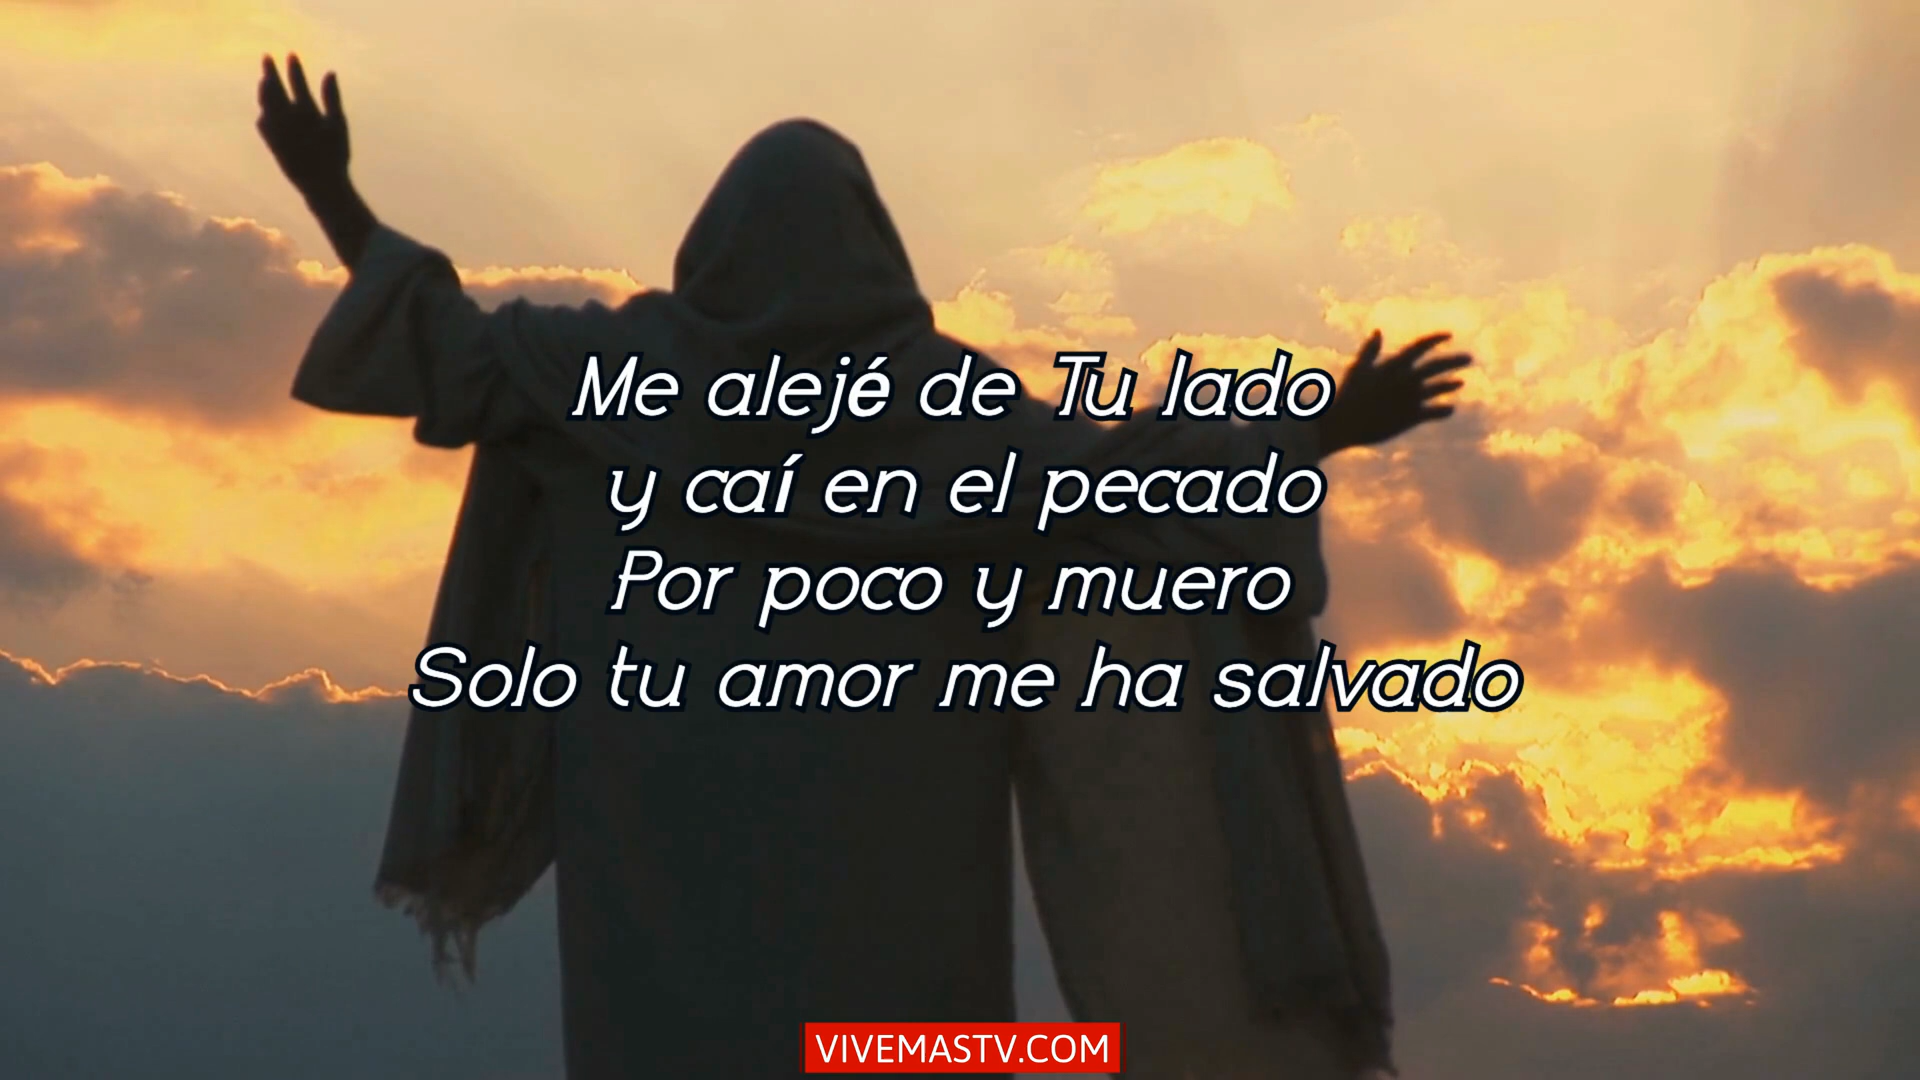 Me alejé de Tu lado
y caí en el pecado
Por poco y muero
Solo tu amor me ha salvado
VIVEMASTV.COM